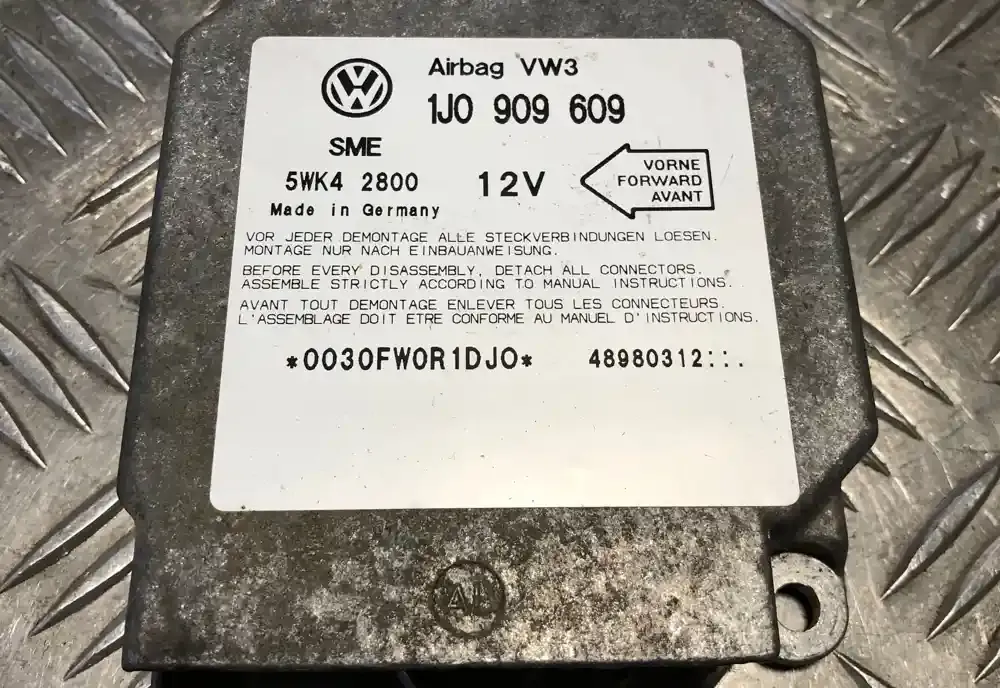 VW
Airbag VW3
1J0 909 609
SME
5WK4 2800
12V
VORNE
FORWARD
AVANT
Made in Germany
VOR JEDER DEMONTAGE ALLE STECKVERBINDUNGEN LOESEN.
MONTAGE NUR NACH EINBAUANWEISUNG.
BEFORE EVERY DISASSEMBLY, DETACH ALL CONNECTORS.
ASSEMBLE STRICTLY ACCORDING TO MANUAL INSTRUCTIONS.
AVANT TOUT DEMONTAGE ENLEVER TOUS LES CONNECTEURS.
L'ASSEMBLAGE DOIT ETRE CONFORME AU MANUEL D'INSTRUCTIONS.
*0030FW0R1DJO* 48980312::.